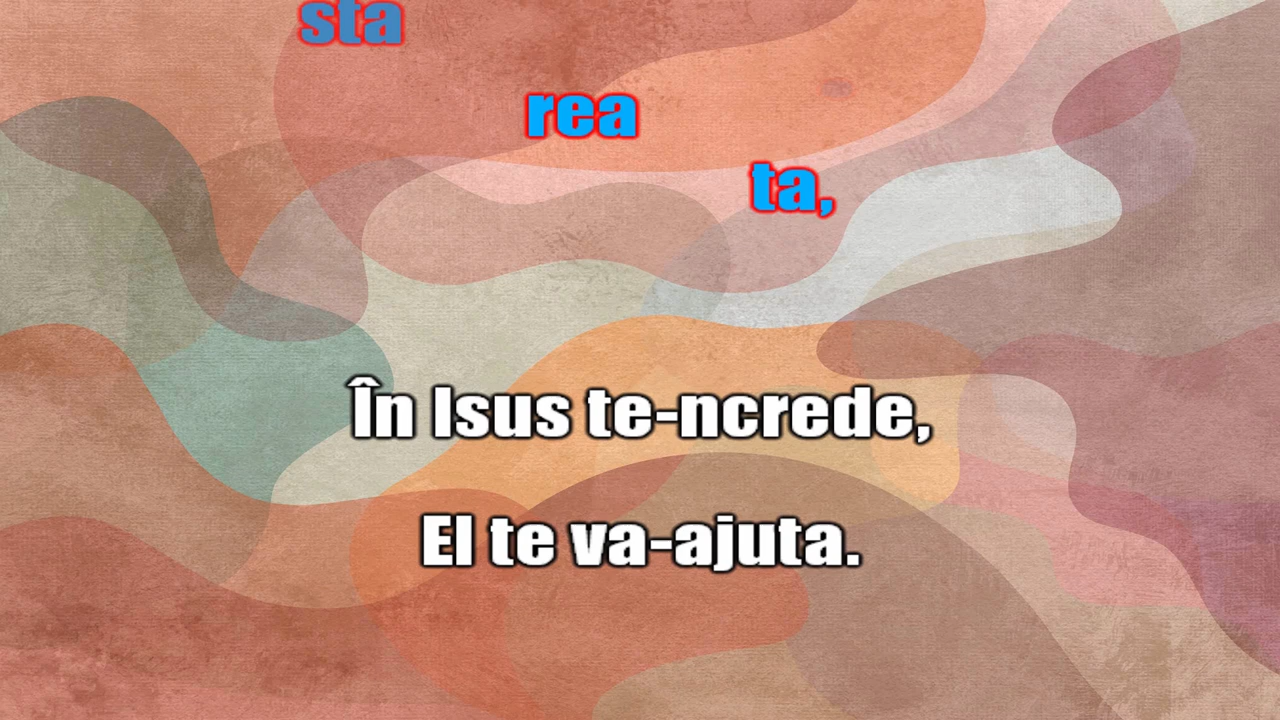 sta
rea
ta,
În Isus te-ncrede,
El te va-ajuta.